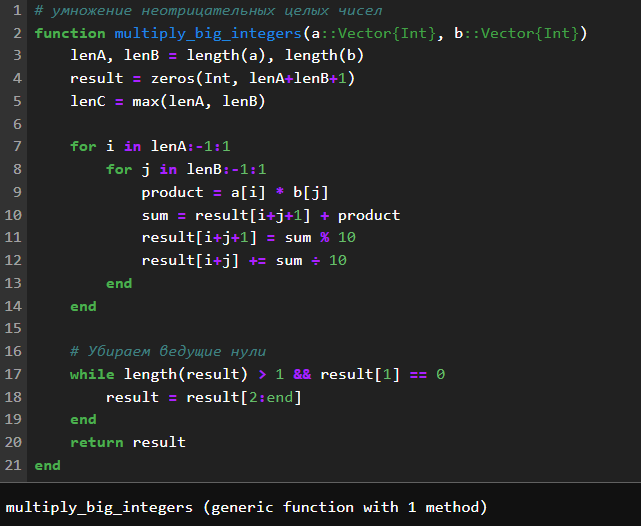 1 # умножение неотрицательных целых чисел
2 function multiply_big_integers(a::Vector{Int}, b::Vector{Int})
3     lenA, lenB = length(a), length(b)
4     result = zeros(Int, lenA+lenB+1)
5     lenC = max(lenA, lenB)
6
7     for i in lenA:-1:1
8         for j in lenB:-1:1
9             product = a[i] * b[j]
10             sum = result[i+j+1] + product
11             result[i+j+1] = sum % 10
12             result[i+j] += sum ÷ 10
13         end
14     end
15
16     # Убираем ведущие нули
17     while length(result) > 1 && result[1] == 0
18         result = result[2:end]
19     end
20     return result
21 end
multiply_big_integers (generic function with 1 method)